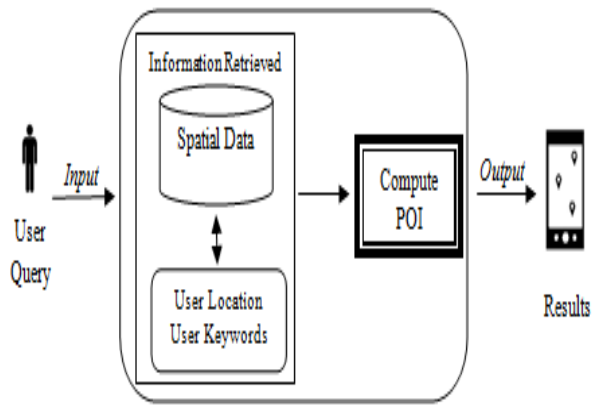 Information Retrieved
Spatial Data
User Location
User Keywords
Input
User
Query
Compute
POI
Output
Results